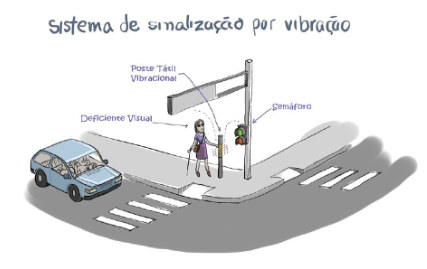 Sistema de sinalização por vibração
Poste Tátil
Vibracional
Deficiente Visual
Semáforo